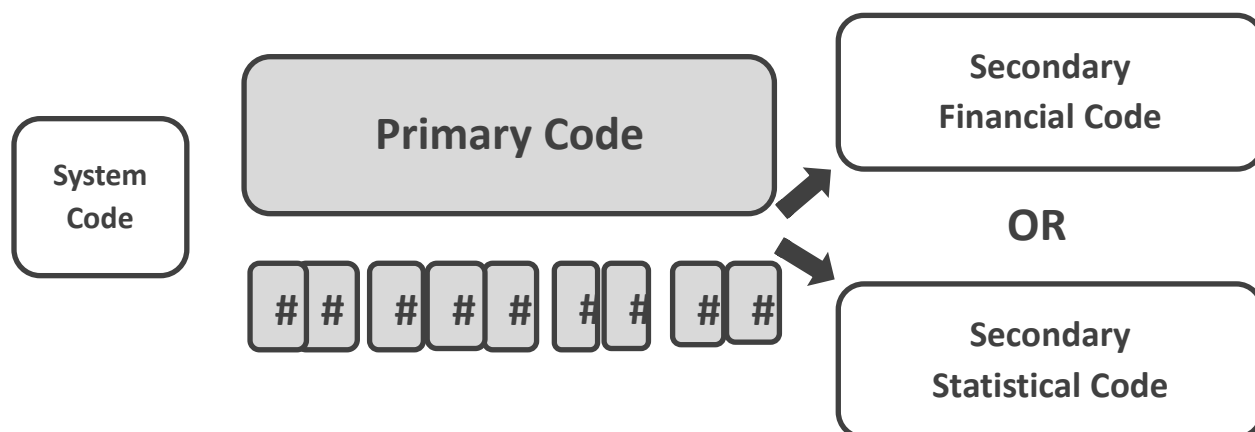 System
Code
Primary Code
# # # # # # # # #
Secondary
Financial Code
OR
Secondary
Statistical Code